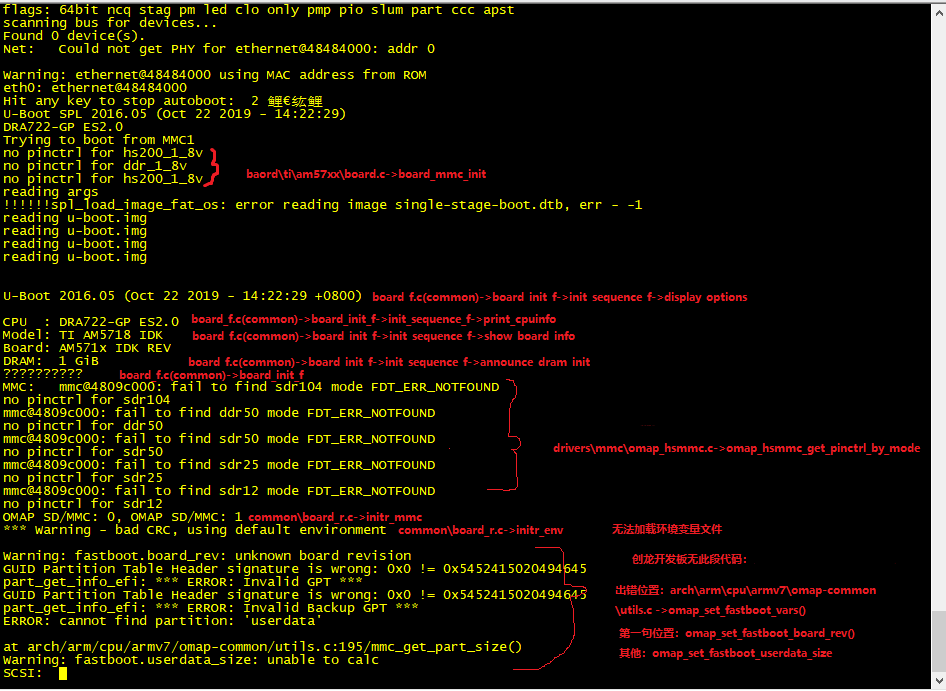 flags: 64bit ncq stag pm led clo only pmp pio slum part ccc apst
scanning bus for devices...
Found 0 device(s).
Net:   Could not get PHY for ethernet@48484000: addr 0
Warning: ethernet@48484000 using MAC address from ROM
eth0: ethernet@48484000
Hit any key to stop autoboot:  2 鲤€纮鲤
U-Boot SPL 2016.05 (Oct 22 2019 - 14:22:29)
DRA722-GP ES2.0
Trying to boot from MMC1
no pinctrl for hs200_1_8v
no pinctrl for ddr_1_8v
no pinctrl for hs200_1_8v
baord\ti\am57xx\board.c->board_mmc_init
reading args
!!!!!!spl_load_image_fat_os: error reading image single-stage-boot.dtb, err - -1
reading u-boot.img
reading u-boot.img
reading u-boot.img
reading u-boot.img
U-Boot 2016.05 (Oct 22 2019 - 14:22:29 +0800) board f.c(common)->board init f->init sequence f->display options
CPU  : DRA722-GP ES2.0 board_f.c(common)->board_init_f->init_sequence_f->print_cpuinfo
Model: TI AM5718 IDK board f.c(common)->board init f->init sequence f->show board info
Board: AM571x IDK REV
DRAM:  1 GiB board f.c(common)->board init f->init sequence f->announce dram init
?????????? board f.c(common)->board_init f
MMC:   mmc@4809c000: fail to find sdr104 mode FDT_ERR_NOTFOUND
no pinctrl for sdr104
mmc@4809c000: fail to find ddr50 mode FDT_ERR_NOTFOUND
no pinctrl for ddr50
mmc@4809c000: fail to find sdr50 mode FDT_ERR_NOTFOUND
drivers\mmc\omap_hsmmc.c->omap_hsmmc_get_pinctrl_by_mode
no pinctrl for sdr50
mmc@4809c000: fail to find sdr25 mode FDT_ERR_NOTFOUND
no pinctrl for sdr25
mmc@4809c000: fail to find sdr12 mode FDT_ERR_NOTFOUND
no pinctrl for sdr12
OMAP SD/MMC: 0, OMAP SD/MMC: 1 common\board_r.c->initr_mmc
*** Warning - bad CRC, using default environment common\board_r.c->initr_env 无法加载环境变量文件
Warning: fastboot.board_rev: unknown board revision
创龙开发板无此段代码：
GUID Partition Table Header signature is wrong: 0x0 != 0x5452415020494645
part_get_info_efi: *** ERROR: Invalid GPT ***
出错位置：arch\arm\cpu\armv7\omap-common
GUID Partition Table Header signature is wrong: 0x0 != 0x5452415020494645
part_get_info_efi: *** ERROR: Invalid Backup GPT ***
\utils.c ->omap_set_fastboot_vars()
ERROR: cannot find partition: 'userdata'
第一句位置：omap_set_fastboot_board_rev()
at arch/arm/cpu/armv7/omap-common/utils.c:195/mmc_get_part_size()
其他：omap_set_fastboot_userdata_size
Warning: fastboot.userdata_size: unable to calc
SCSI: